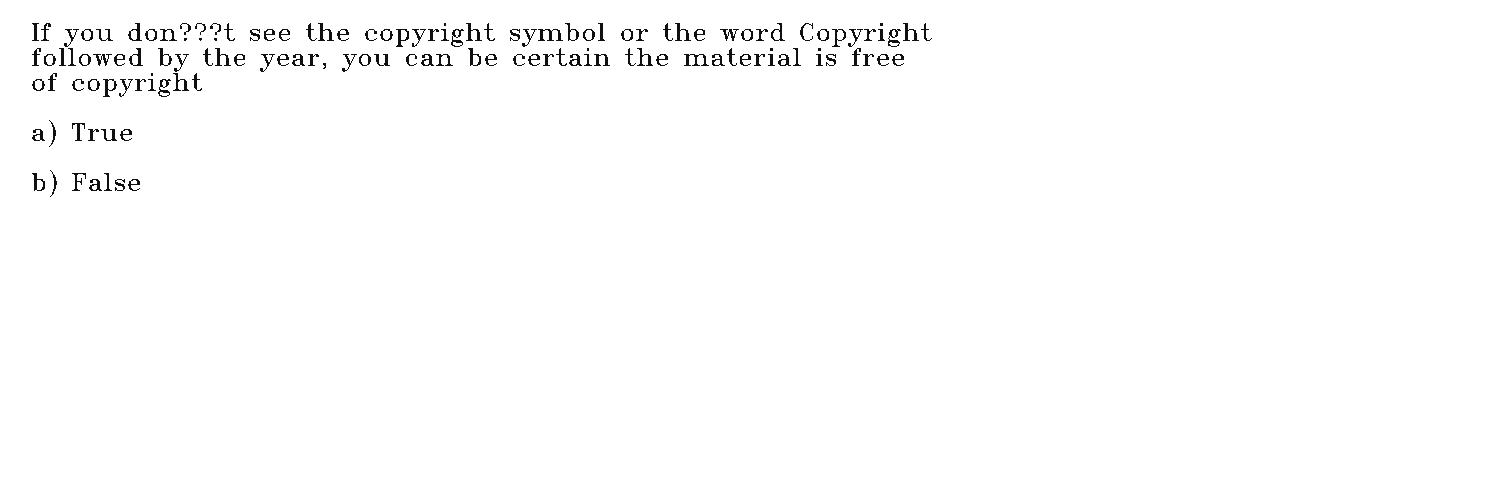 If you don???t see the copyright symbol or the word Copyright
followed by the year, you can be certain the material is free
of copyright
a) True
b) False